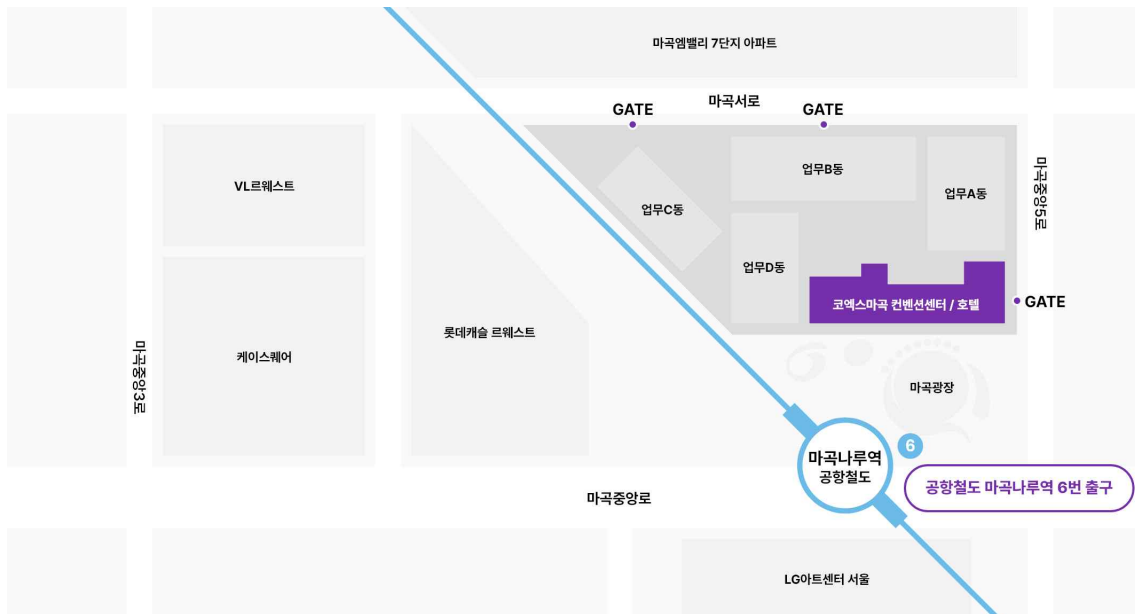 마곡엠밸리 7단지 아파트
마곡서로
GATE
GATE
VL르웨스트
업무C동
업무B동
업무A동
마곡중앙5로
업무D동
코엑스마곡 컨벤션센터 / 호텔
GATE
롯데캐슬 르웨스트
케이스퀘어
마곡중앙3로
마곡광장
6
마곡나루역
공항철도
공항철도 마곡나루역 6번 출구
마곡중앙로
LG아트센터 서울